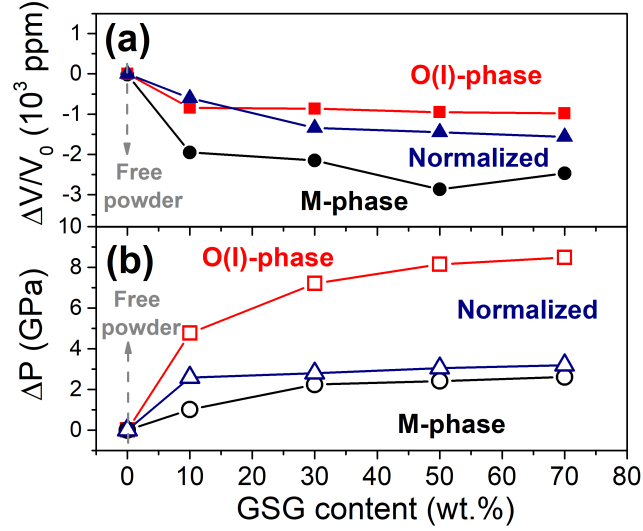 (a)
ΔV/V0 (10^3 ppm)
1
0
-1
-2
-3
O(I)-phase
Normalized
M-phase
Free
powder
(b)
ΔP (GPa)
10
8
6
4
2
0
O(I)-phase
Free
powder
Normalized
M-phase
0 10 20 30 40 50 60 70 80
GSG content (wt.%)